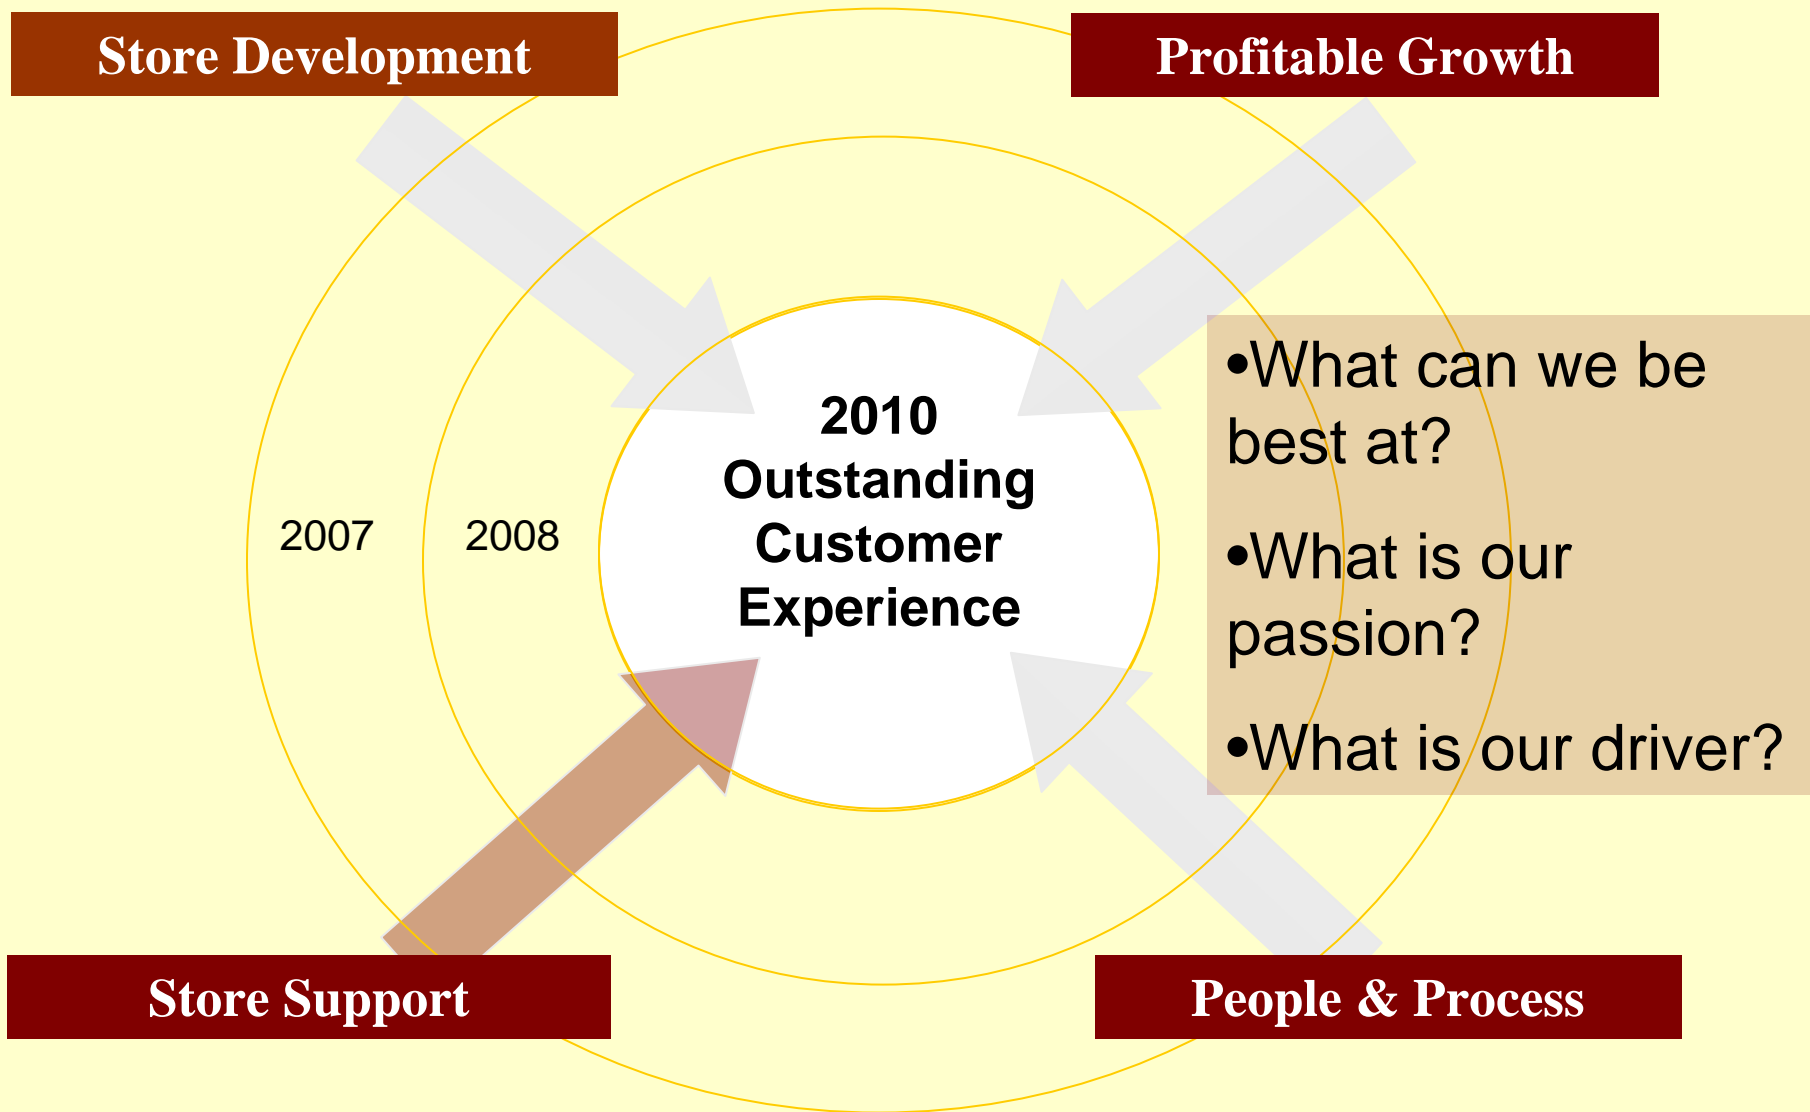 Store Development
Profitable Growth
2010
Outstanding
Customer
Experience
2007
2008
•What can we be
best at?
•What is our
passion?
•What is our driver?
Store Support
People & Process